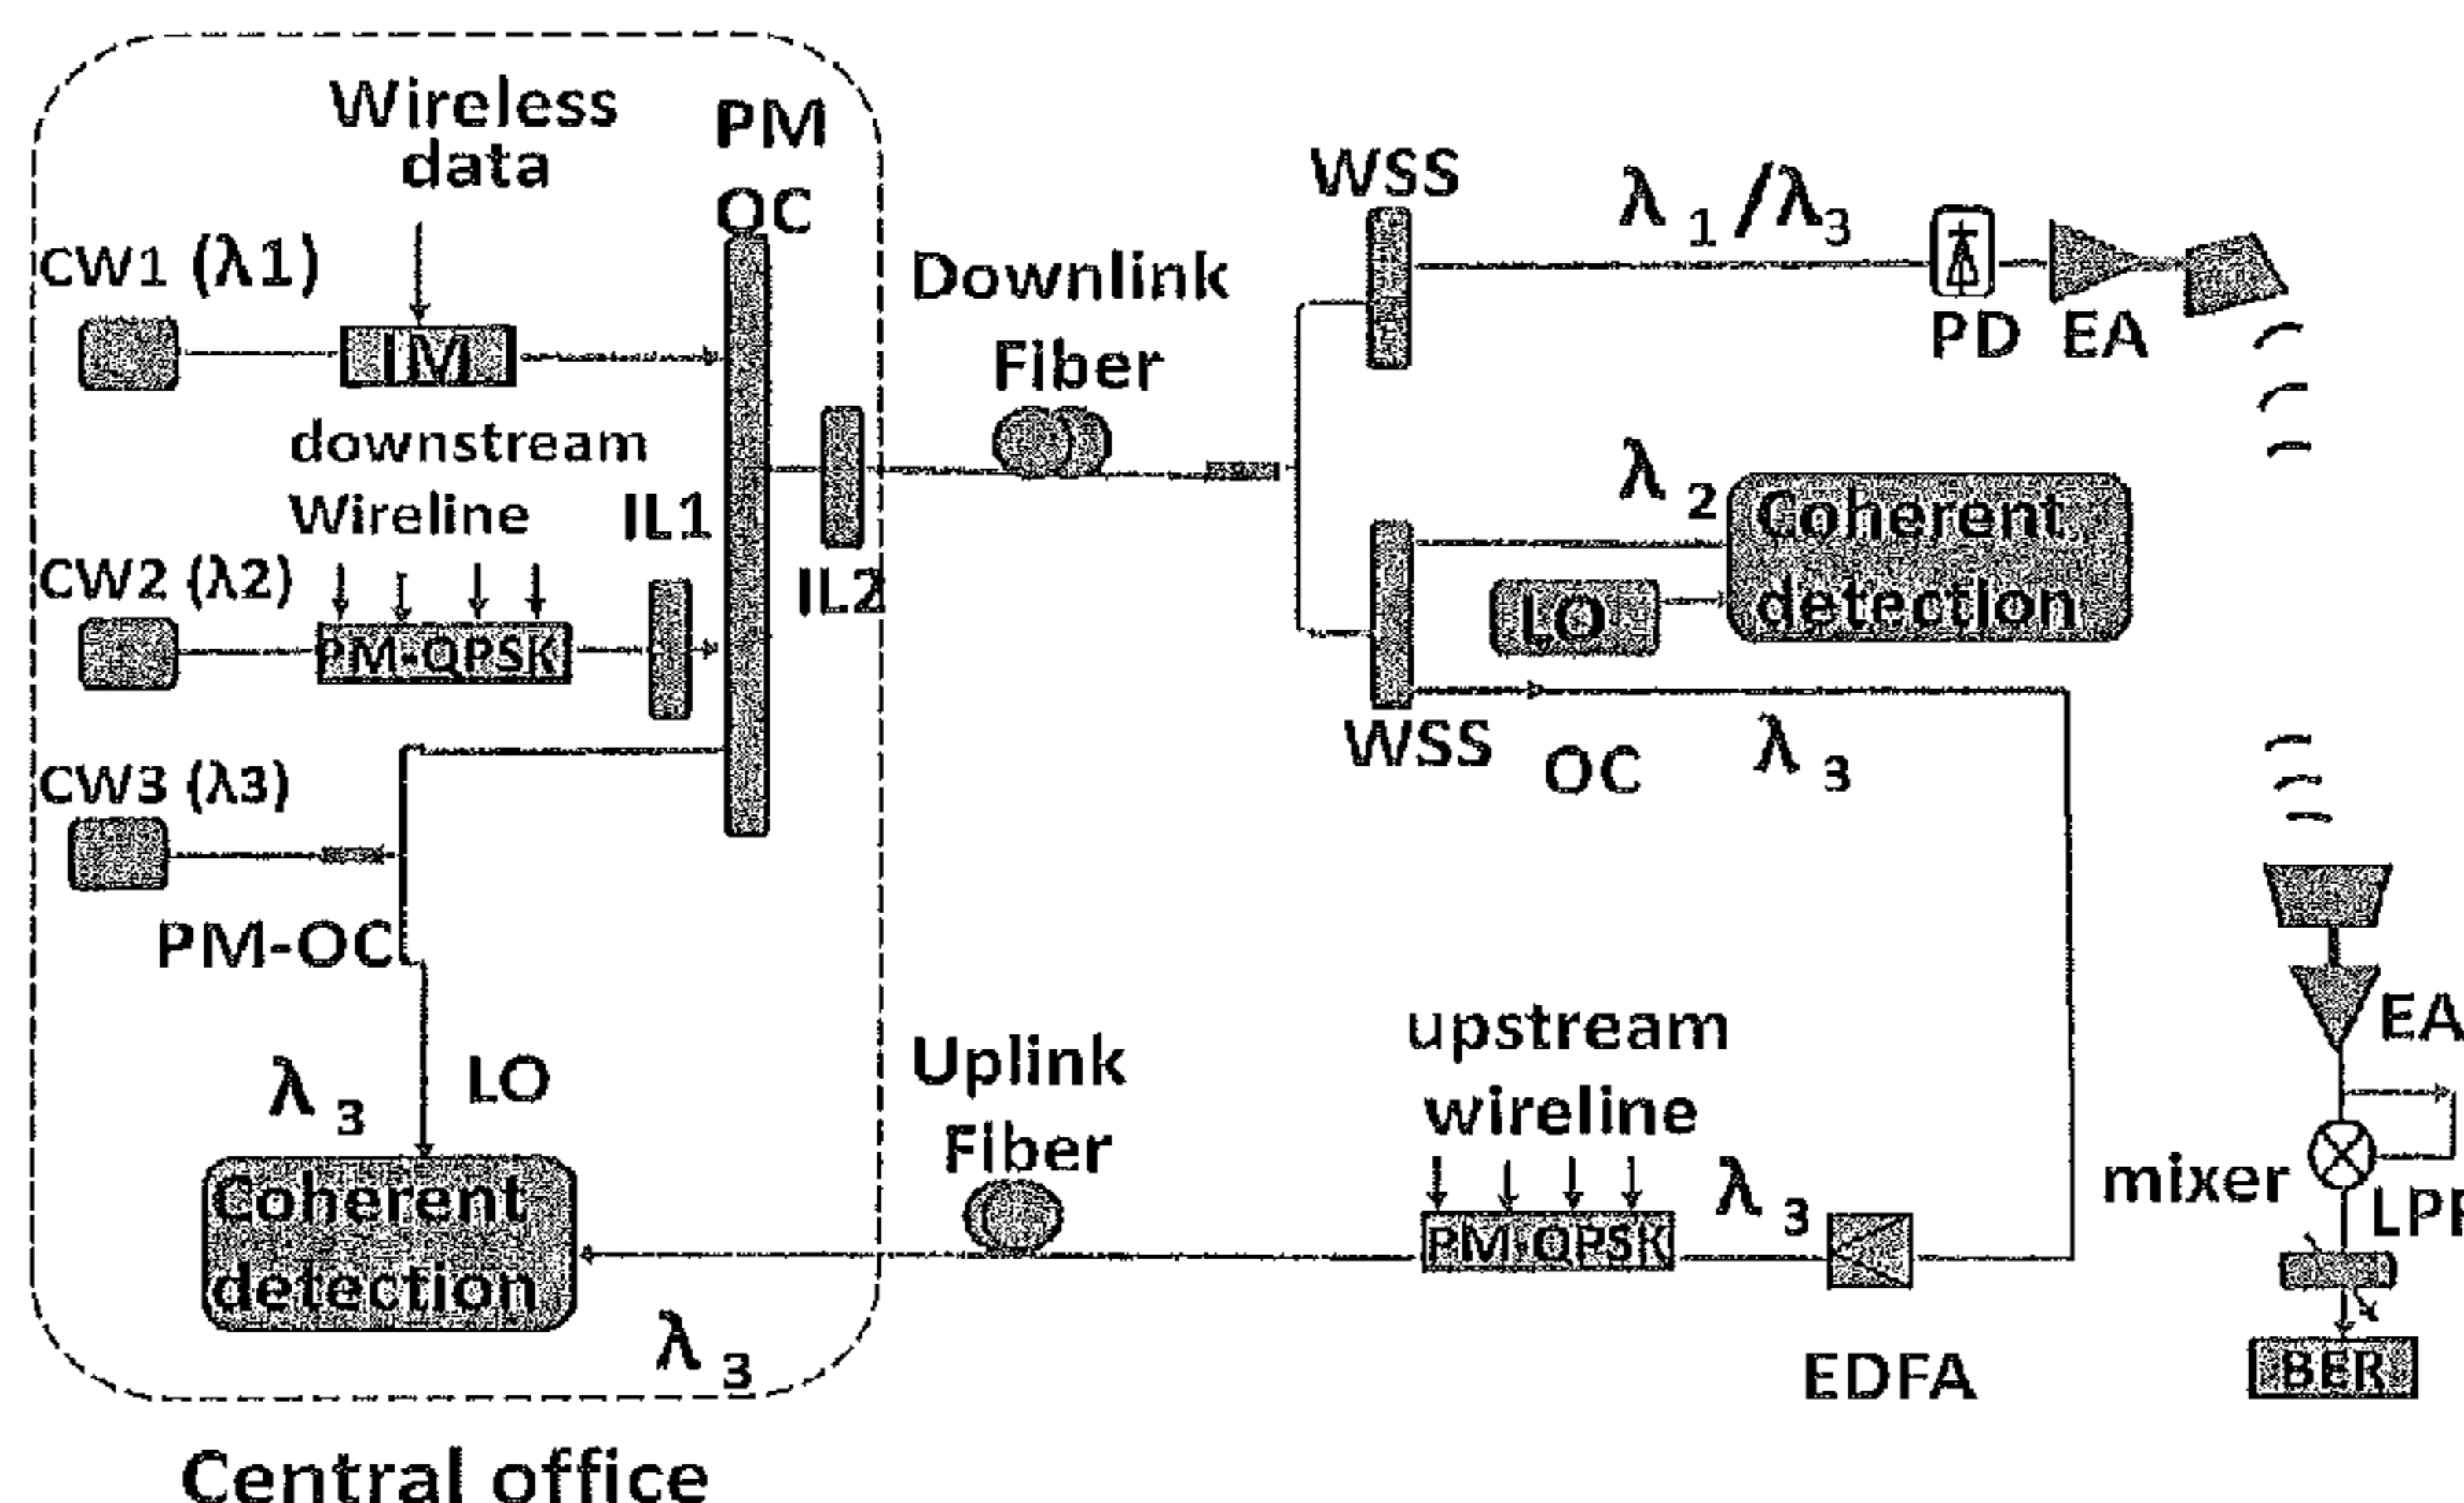 Wireless
data
PM
OC
CW1 (λ1)
IM
downstream
Wireline
IL1
IL2
CW2 (λ2)
PM-QPSK
CW3 (λ3)
PM-OC
λ 3
LO
Coherent
detection
λ 3
Central office
Downlink
Fiber
WSS
λ 1 /λ3
PD
EA
λ 2
Coherent
detection
LO
WSS
OC
λ 3
Uplink
Fiber
upstream
wireline
PM-QPSK
λ 3
EDFA
EA
mixer
BER